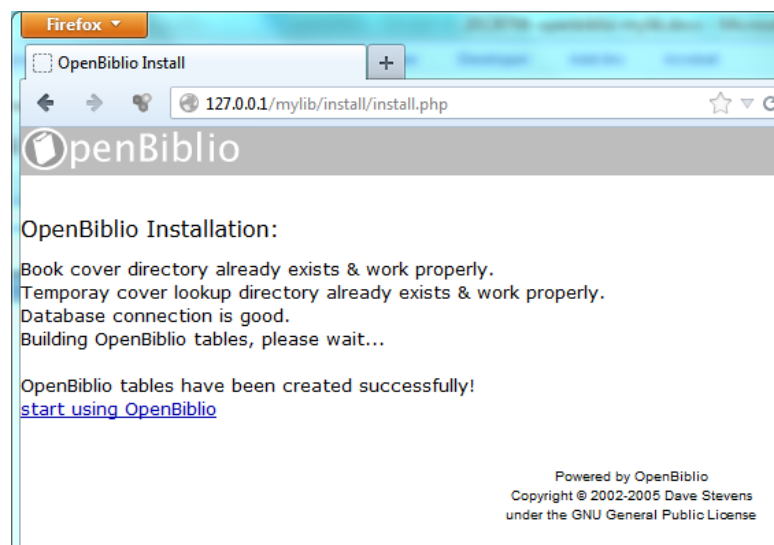 Firefox
OpenBiblio Install
127.0.0.1/mylib/install/install.php
OpenBiblio
OpenBiblio Installation:
Book cover directory already exists & work properly.
Temporay cover lookup directory already exists & work properly.
Database connection is good.
Building OpenBiblio tables, please wait...
OpenBiblio tables have been created successfully!
start using OpenBiblio
Powered by OpenBiblio
Copyright © 2002-2005 Dave Stevens
under the GNU General Public License